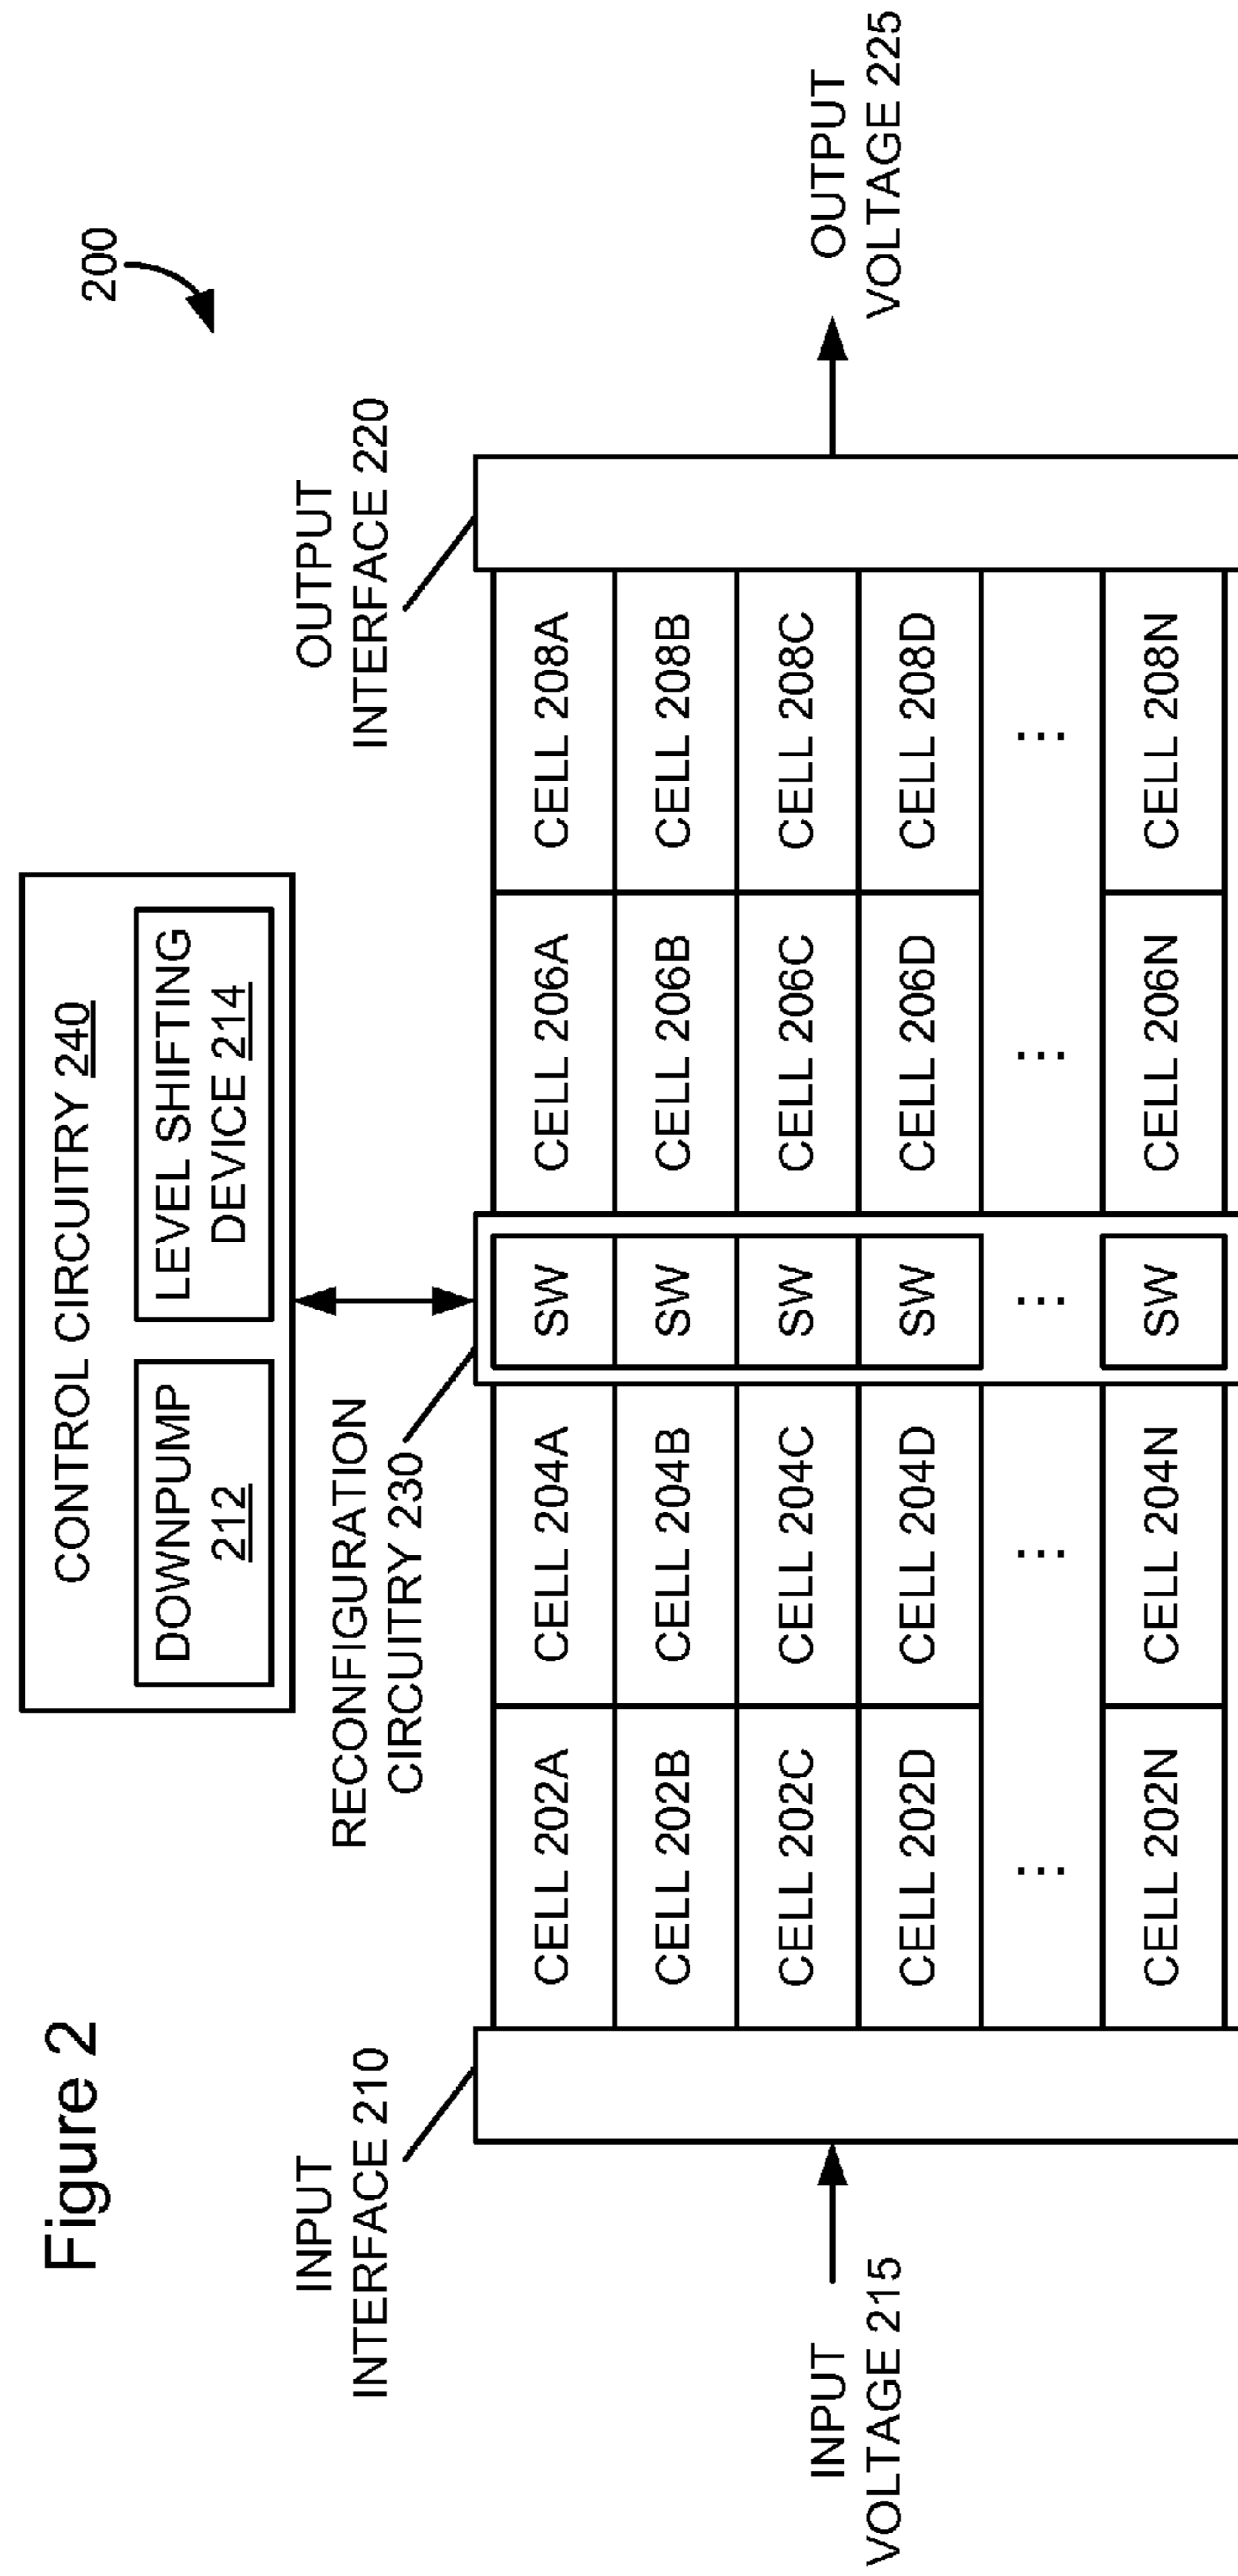 Figure 2
200
CONTROL CIRCUITRY 240
DOWNPUMP
212
LEVEL SHIFTING
DEVICE 214
INPUT
INTERFACE 210
RECONFIGURATION
CIRCUITRY 230
OUTPUT
INTERFACE 220
CELL 202A CELL 204A SW CELL 206A CELL 208A
CELL 202B CELL 204B SW CELL 206B CELL 208B
CELL 202C CELL 204C SW CELL 206C CELL 208C
CELL 202D CELL 204D SW CELL 206D CELL 208D
... ... ... ... ...
CELL 202N CELL 204N SW CELL 206N CELL 208N
INPUT
VOLTAGE 215
OUTPUT
VOLTAGE 225